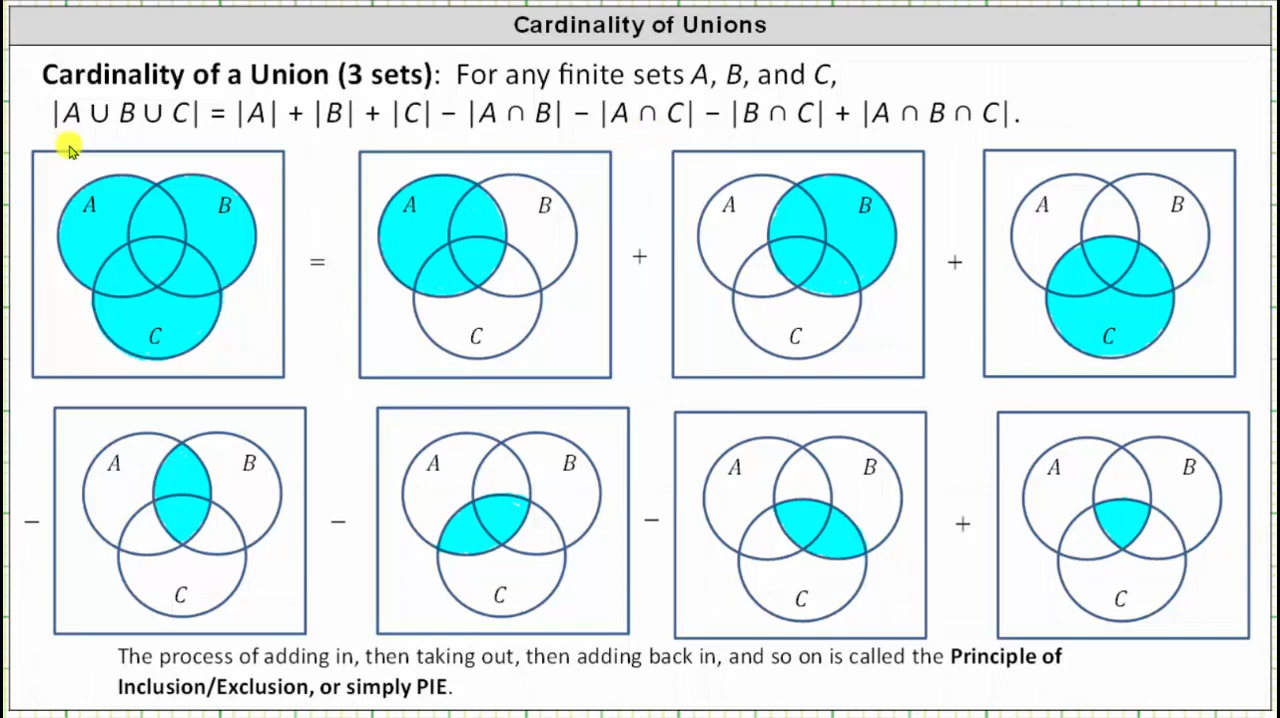 Cardinality of Unions
Cardinality of a Union (3 sets): For any finite sets A, B, and C,
|A ∪ B ∪ C| = |A| + |B| + |C| − |A ∩ B| − |A ∩ C| − |B ∩ C| + |A ∩ B ∩ C|.
A B A B A B A B
= + +
C C C C
A B A B A B A B
− − − +
C C C C
The process of adding in, then taking out, then adding back in, and so on is called the Principle of
Inclusion/Exclusion, or simply PIE.